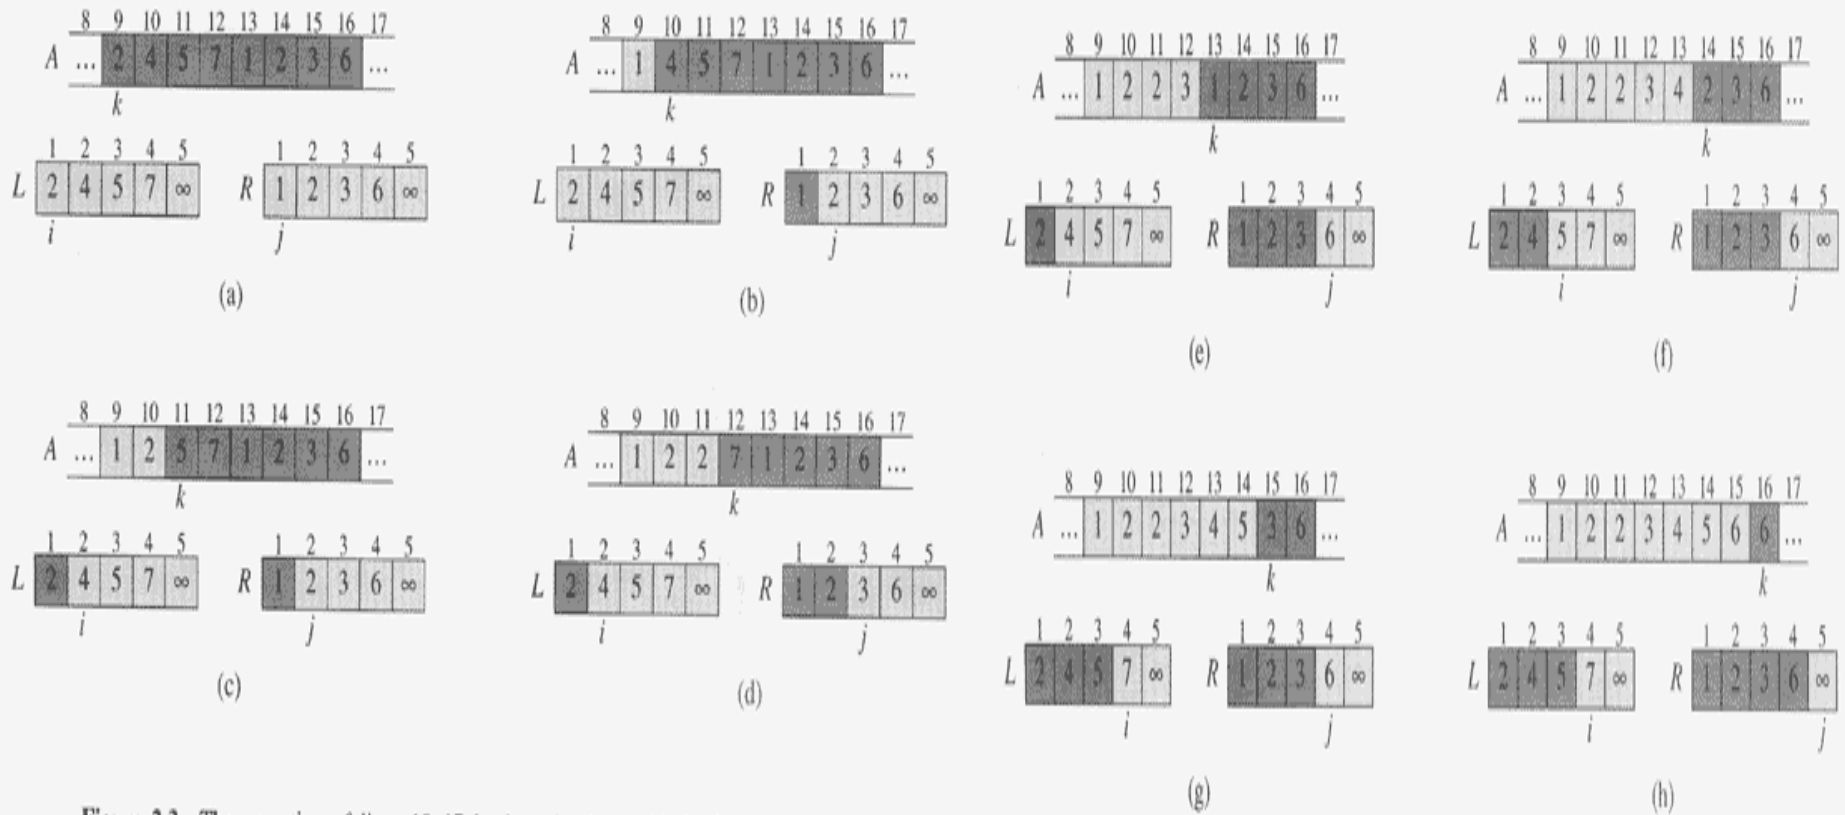 8 9 10 11 12 13 14 15 16 17
A ... 2 4 5 7 1 2 3 6 ...
k
1 2 3 4 5
L 2 4 5 7 ∞
i
1 2 3 4 5
R 1 2 3 6 ∞
j
(a)
8 9 10 11 12 13 14 15 16 17
A ... 1 4 5 7 1 2 3 6 ...
k
1 2 3 4 5
L 2 4 5 7 ∞
i
1 2 3 4 5
R 1 2 3 6 ∞
j
(b)
8 9 10 11 12 13 14 15 16 17
A ... 1 2 5 7 1 2 3 6 ...
k
1 2 3 4 5
L 2 4 5 7 ∞
i
1 2 3 4 5
R 1 2 3 6 ∞
j
(c)
8 9 10 11 12 13 14 15 16 17
A ... 1 2 2 7 1 2 3 6 ...
k
1 2 3 4 5
L 2 4 5 7 ∞
i
1 2 3 4 5
R 1 2 3 6 ∞
j
(d)
8 9 10 11 12 13 14 15 16 17
A ... 1 2 2 3 1 2 3 6 ...
k
1 2 3 4 5
L 2 4 5 7 ∞
i
1 2 3 4 5
R 1 2 3 6 ∞
j
(e)
8 9 10 11 12 13 14 15 16 17
A ... 1 2 2 3 4 2 3 6 ...
k
1 2 3 4 5
L 2 4 5 7 ∞
i
1 2 3 4 5
R 1 2 3 6 ∞
j
(f)
8 9 10 11 12 13 14 15 16 17
A ... 1 2 2 3 4 5 3 6 ...
k
1 2 3 4 5
L 2 4 5 7 ∞
i
1 2 3 4 5
R 1 2 3 6 ∞
j
(g)
8 9 10 11 12 13 14 15 16 17
A ... 1 2 2 3 4 5 6 6 ...
k
1 2 3 4 5
L 2 4 5 7 ∞
i
1 2 3 4 5
R 1 2 3 6 ∞
j
(h)